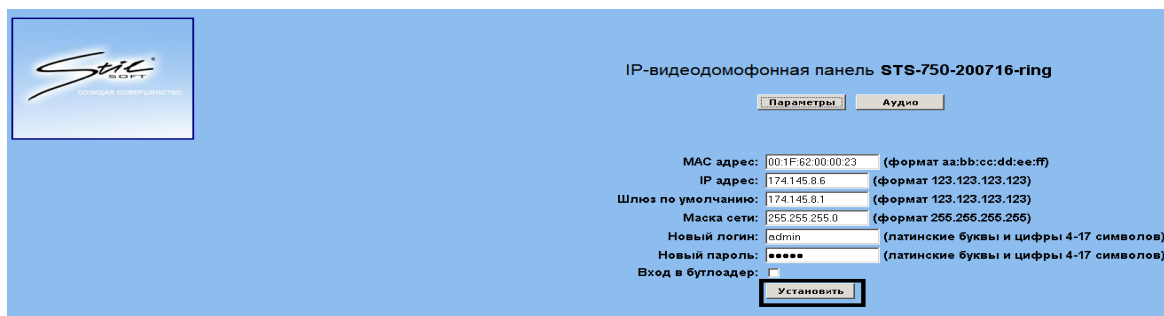 Stil
SOFT
СОЗИДАЯ СОВЕРШЕНСТВО
IP-видеодомофонная панель STS-750-200716-ring
Параметры Аудио
MAC адрес: 00:1F:62:00:00:23 (формат aa:bb:cc:dd:ee:ff)
IP адрес: 174.145.8.6 (формат 123.123.123.123)
Шлюз по умолчанию: 174.145.8.1 (формат 123.123.123.123)
Маска сети: 255.255.255.0 (формат 255.255.255.255)
Новый логин: admin (латинские буквы и цифры 4-17 символов)
Новый пароль: ●●●●● (латинские буквы и цифры 4-17 символов)
Вход в бутлоадер:
Установить